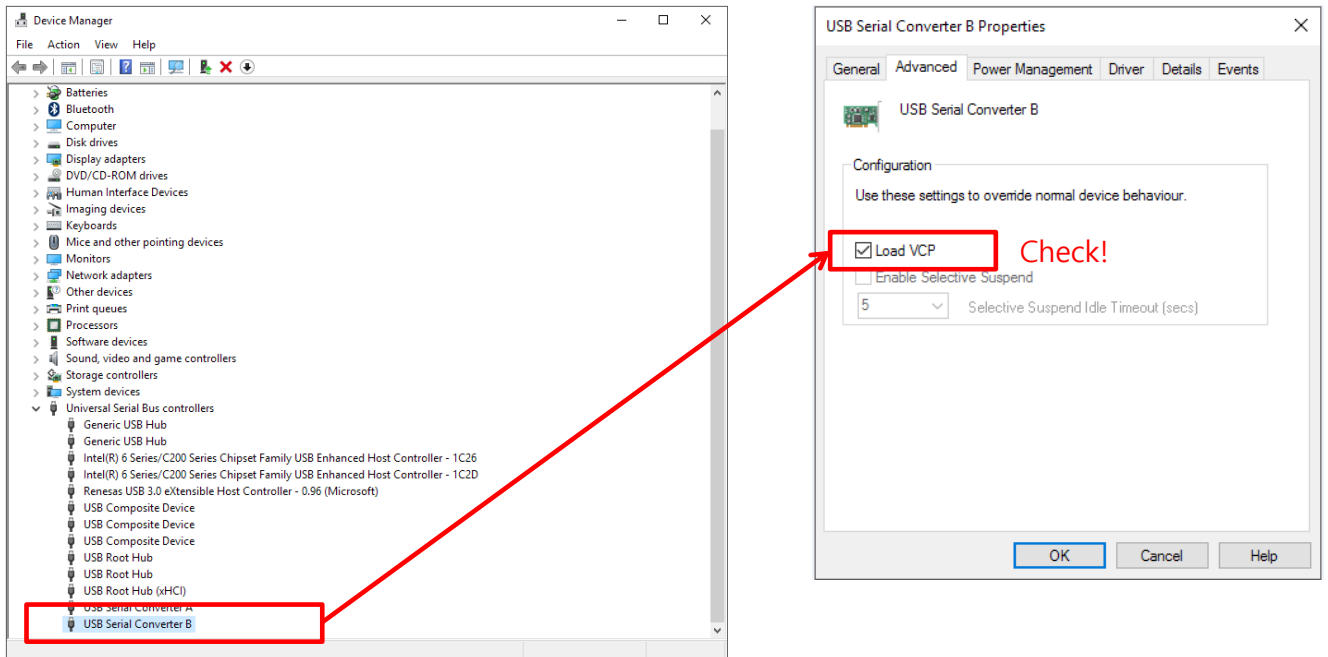 Device Manager
File Action View Help
Batteries
Bluetooth
Computer
Disk drives
Display adapters
DVD/CD-ROM drives
Human Interface Devices
Imaging devices
Keyboards
Mice and other pointing devices
Monitors
Network adapters
Other devices
Print queues
Processors
Software devices
Sound, video and game controllers
Storage controllers
System devices
Universal Serial Bus controllers
Generic USB Hub
Generic USB Hub
Intel(R) 6 Series/C200 Series Chipset Family USB Enhanced Host Controller - 1C26
Intel(R) 6 Series/C200 Series Chipset Family USB Enhanced Host Controller - 1C2D
Renesas USB 3.0 eXtensible Host Controller - 0.96 (Microsoft)
USB Composite Device
USB Composite Device
USB Composite Device
USB Root Hub
USB Root Hub
USB Root Hub (xHCI)
USB Serial Converter A
USB Serial Converter B
USB Serial Converter B Properties
General Advanced Power Management Driver Details Events
USB Serial Converter B
Configuration
Use these settings to override normal device behaviour.
Load VCP Check!
Enable Selective Suspend
5 Selective Suspend Idle Timeout (secs)
OK Cancel Help